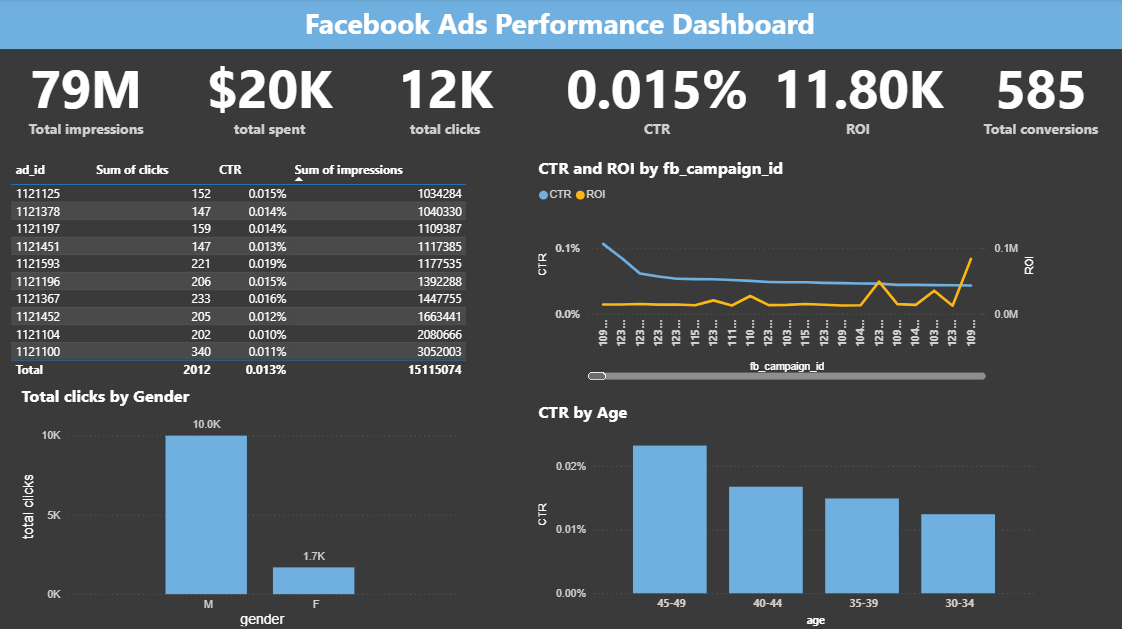 Facebook Ads Performance Dashboard
79M
Total impressions
$20K
total spent
12K
total clicks
0.015%
CTR
11.80K
ROI
585
Total conversions
ad_id Sum of clicks CTR Sum of impressions
1121125 152 0.015% 1034284
1121378 147 0.014% 1040330
1121197 159 0.014% 1109387
1121451 147 0.013% 1117385
1121593 221 0.019% 1177535
1121196 206 0.015% 1392288
1121367 233 0.016% 1447755
1121452 205 0.012% 1663441
1121104 202 0.010% 2080666
1121100 340 0.011% 3052003
Total 2012 0.013% 15115074
CTR and ROI by fb_campaign_id
CTR ROI
0.1% 0.1M
CTR
ROI
0.0% 0.0M
109... 123... 123... 123... 123... 115... 123... 111... 110... 123... 103... 115... 123... 109... 104... 123... 109... 104... 103... 123... 109...
fb_campaign_id
Total clicks by Gender
10.0K
10K
total clicks
5K
1.7K
0K
M F
gender
CTR by Age
0.02%
CTR
0.01%
0.00%
45-49 40-44 35-39 30-34
age